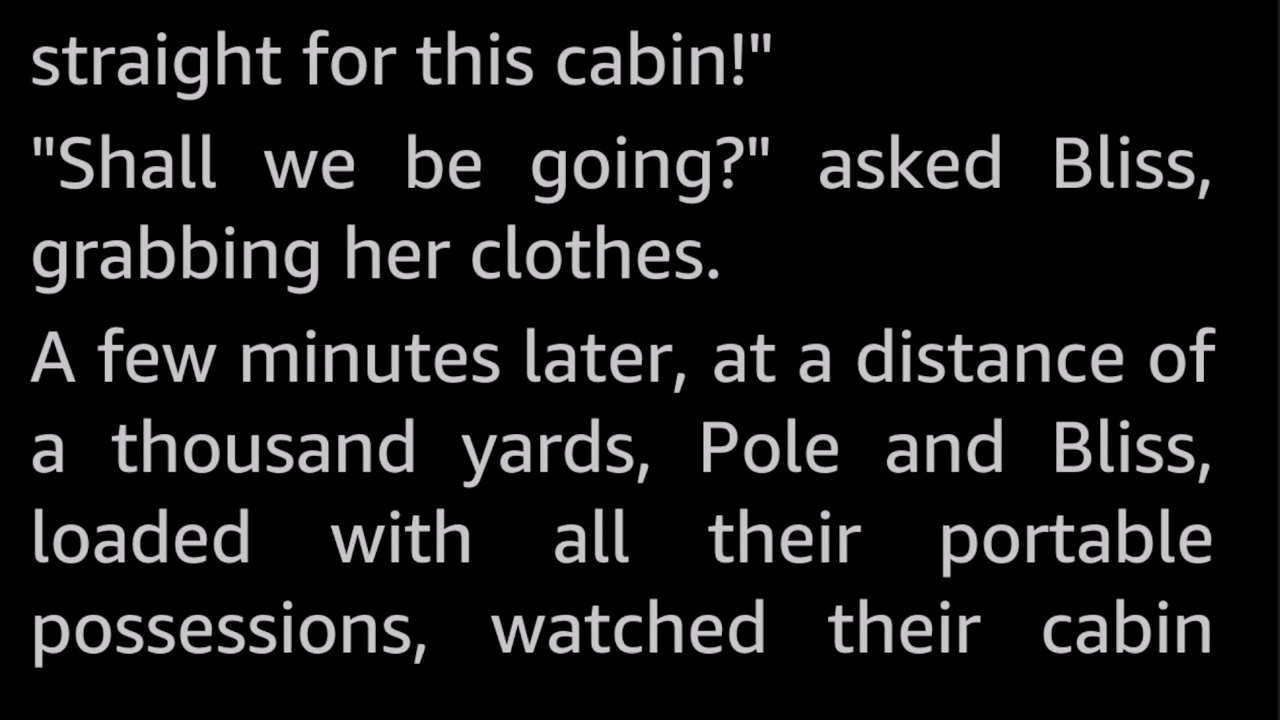 straight for this cabin!"
"Shall we be going?" asked Bliss,
grabbing her clothes.
A few minutes later, at a distance of
a thousand yards, Pole and Bliss,
loaded with all their portable
possessions, watched their cabin